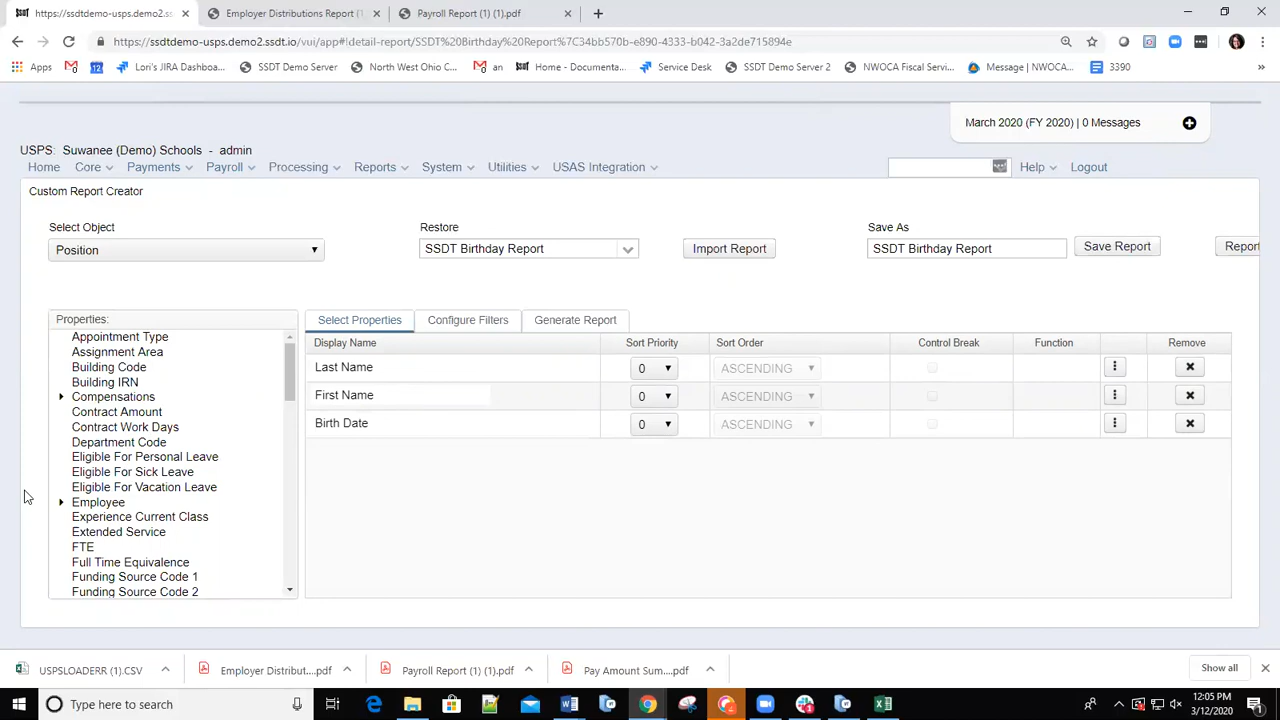 https://ssdtdemo-usps.demo2.ss
Employer Distributions Report (
Payroll Report (1) (1).pdf
https://ssdtdemo-usps.demo2.ssdt.io/vui/app#!detail-report/SSDT%20Birthday%20Report%7C34bb570b-e890-4333-b042-3a2de715894e
Apps
Lori's JIRA Dashboa...
SSDT Demo Server
North West Ohio C...
an
Home - Documenta...
Service Desk
SSDT Demo Server 2
NWOCA Fiscal Servi...
Message | NWOCA...
3390
March 2020 (FY 2020) | 0 Messages
USPS: Suwanee (Demo) Schools - admin
Home Core Payments Payroll Processing Reports System Utilities USAS Integration Help Logout
Custom Report Creator
Select Object
Restore
Save As
Position
SSDT Birthday Report
Import Report
SSDT Birthday Report
Save Report
Report
Properties:
Select Properties
Configure Filters
Generate Report
Display Name
Sort Priority
Sort Order
Control Break
Function
Remove
Last Name 0 ASCENDING
First Name 0 ASCENDING
Birth Date 0 ASCENDING
Appointment Type
Assignment Area
Building Code
Building IRN
Compensations
Contract Amount
Contract Work Days
Department Code
Eligible For Personal Leave
Eligible For Sick Leave
Eligible For Vacation Leave
Employee
Experience Current Class
Extended Service
FTE
Full Time Equivalence
Funding Source Code 1
Funding Source Code 2
USPSLOADERR (1).CSV
Employer Distribut....pdf
Payroll Report (1) (1).pdf
Pay Amount Sum....pdf
Show all
Type here to search
12:05 PM
3/12/2020